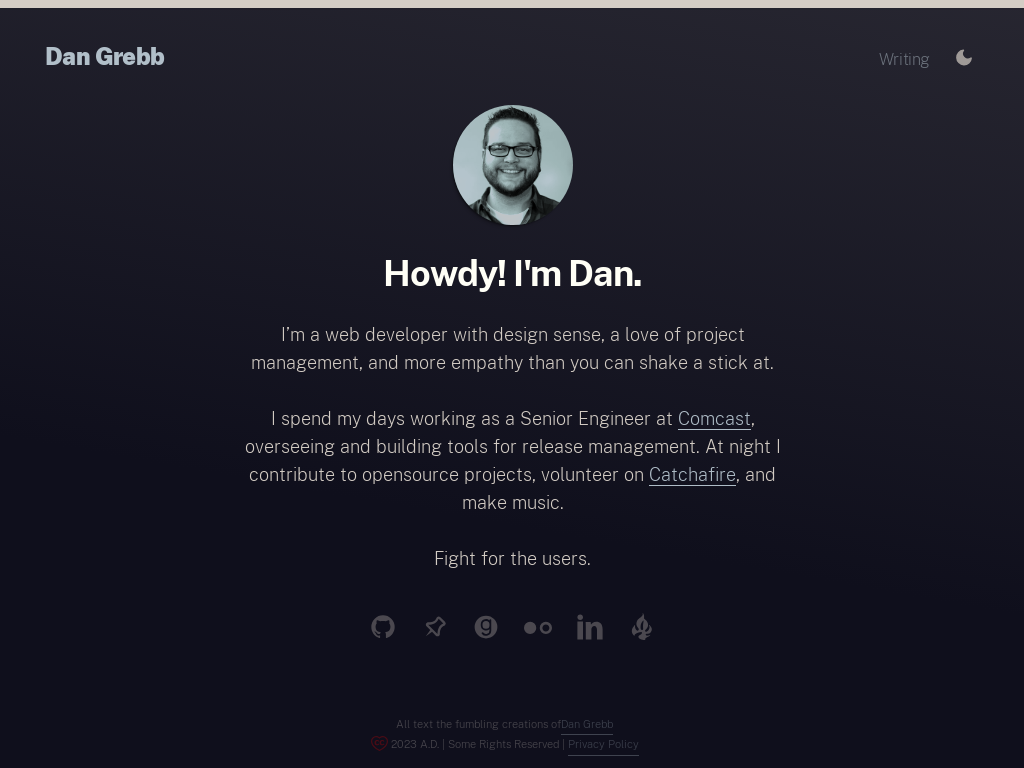 Dan Grebb
Writing
Howdy! I'm Dan.
I’m a web developer with design sense, a love of project
management, and more empathy than you can shake a stick at.
I spend my days working as a Senior Engineer at Comcast,
overseeing and building tools for release management. At night I
contribute to opensource projects, volunteer on Catchafire, and
make music.
Fight for the users.
All text the fumbling creations ofDan Grebb
2023 A.D. | Some Rights Reserved | Privacy Policy